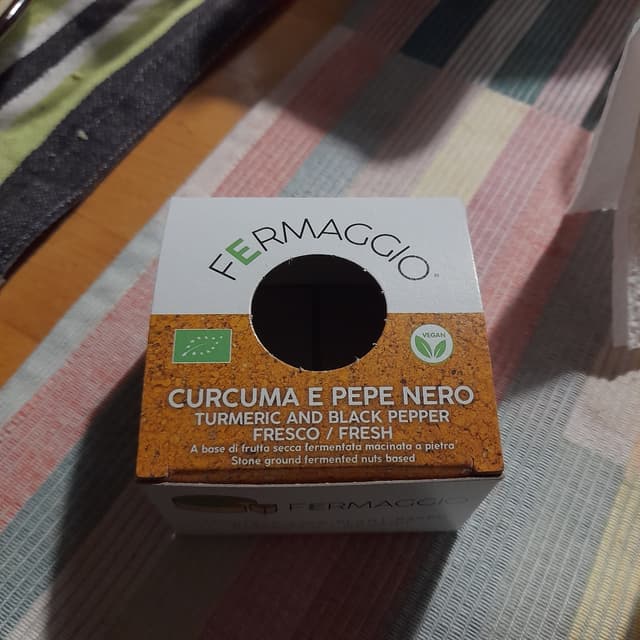 FERMAGGIO
VEGAN
CURCUMA E PEPE NERO
TURMERIC AND BLACK PEPPER
FRESCO / FRESH
A base di frutta secca fermentata macinata a pietra
Stone ground fermented nuts based
FERMAGGIO